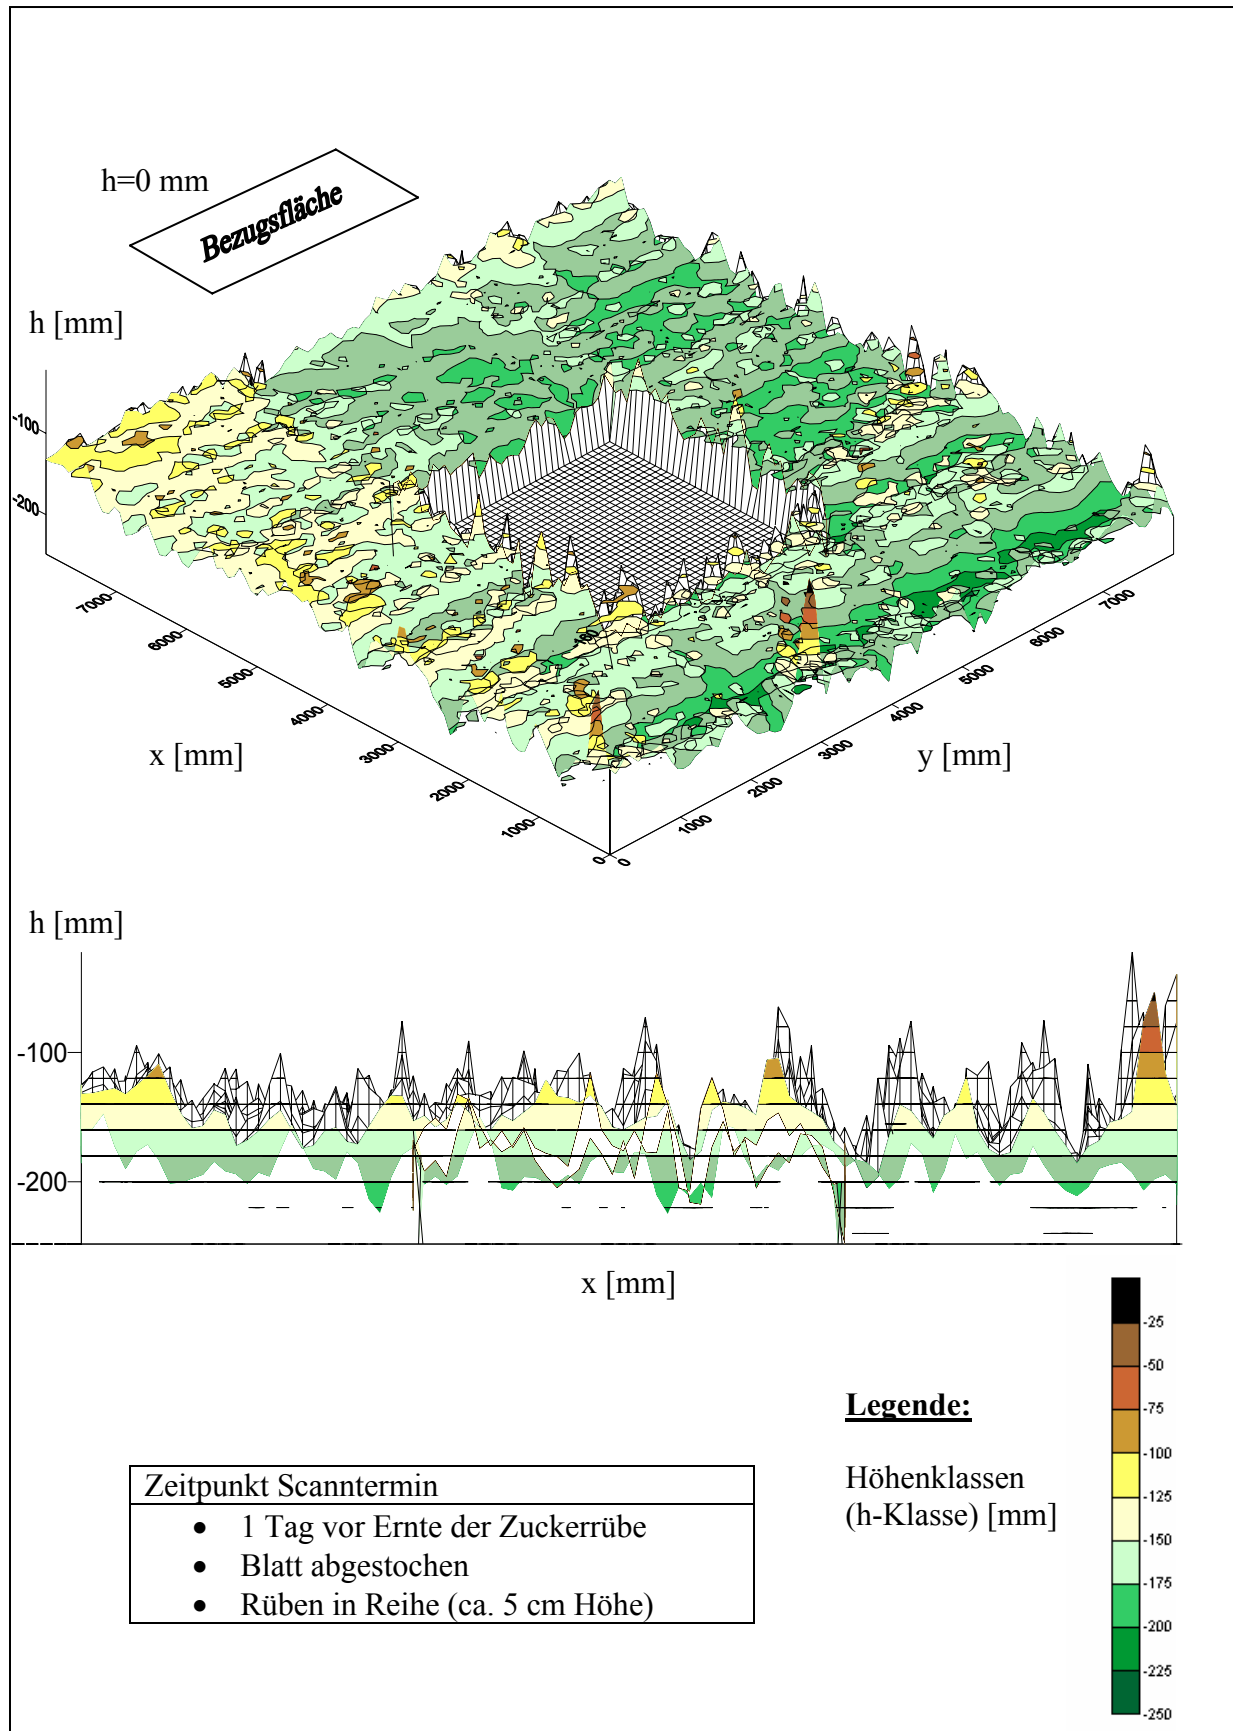 h=0 mm
Bezugsfläche
h [mm]
-100
-200
7000
6000
5000
4000
3000
2000
1000
0
x [mm]
0
1000
2000
3000
4000
5000
6000
7000
y [mm]
-160
h [mm]
-100
-200
x [mm]
-25
-50
-75
-100
-125
-150
-175
-200
-225
-250
Legende:
Höhenklassen
(h-Klasse) [mm]
Zeitpunkt Scanntermin
• 1 Tag vor Ernte der Zuckerrübe
• Blatt abgestochen
• Rüben in Reihe (ca. 5 cm Höhe)